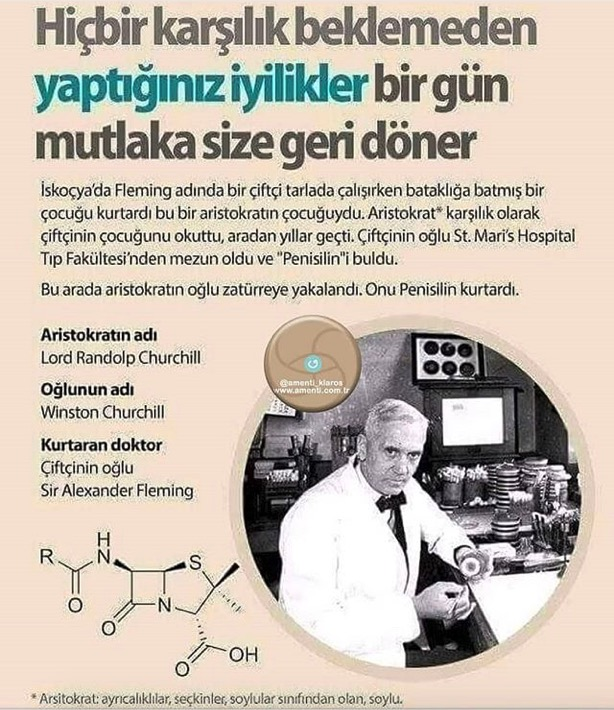 Hiçbir karşılık beklemeden
yaptığınız iyilikler bir gün
mutlaka size geri döner
İskoçya'da Fleming adında bir çiftçi tarlada çalışırken bataklığa batmış bir
çocuğu kurtardı bu bir aristokratın çocuğuydu. Aristokrat* karşılık olarak
çiftçinin çocuğunu okuttu, aradan yıllar geçti. Çiftçinin oğlu St. Mari's Hospital
Tıp Fakültesi'nden mezun oldu ve "Penisilin"i buldu.
Bu arada aristokratın oğlu zatürreye yakalandı. Onu Penisilin kurtardı.
Aristokratın adı
Lord Randolp Churchill
Oğlunun adı
Winston Churchill
Kurtaran doktor
Çiftçinin oğlu
Sir Alexander Fleming
@amenti_klaros
www.amenti.com.tr
H
R N S
O
N
O
O OH
* Arsitokrat: ayrıcalıklılar, seçkinler, soylular sınıfından olan, soylu.